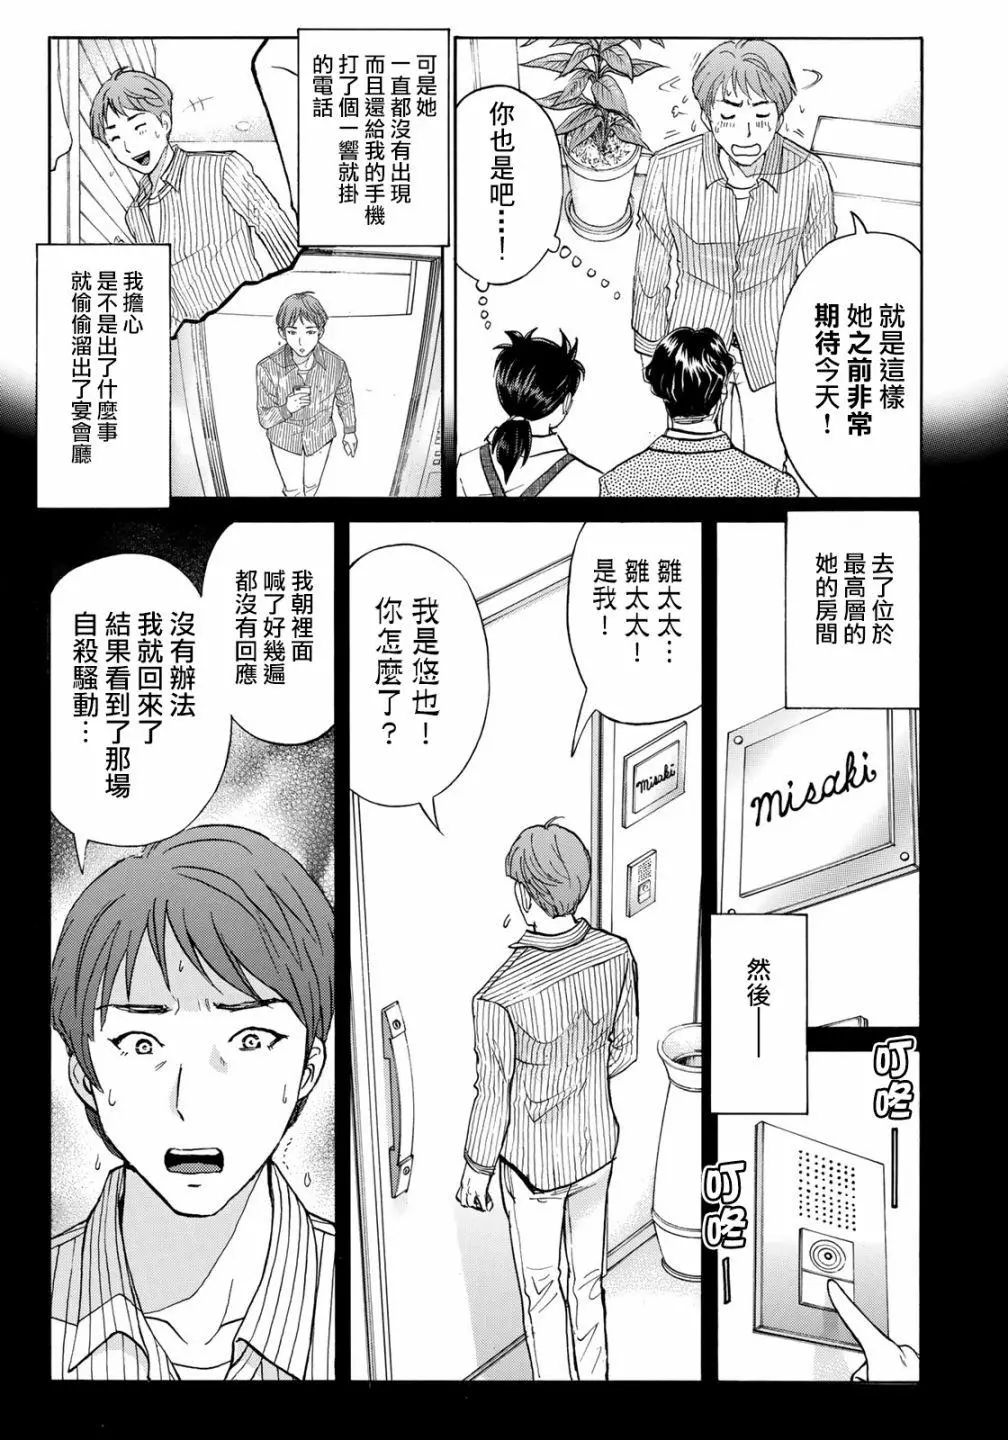 就是這樣
她之前非常
期待今天！
你也是吧…！
可是她
一直都沒有出現
而且還給我的手機
打了個一響就掛
的電話
我擔心
是不是出了什麼事
就偷偷溜出了宴會廳
去了位於
最高層的
她的房間
misaki
然後——
叮咚——
叮咚——
雛太太…
雛太太！
是我！
misaki
我是悠也！
你怎麼了？
我朝裡面
喊了好幾遍
都沒有回應
沒有辦法
我就回來了
結果看到了那場
自殺騷動…